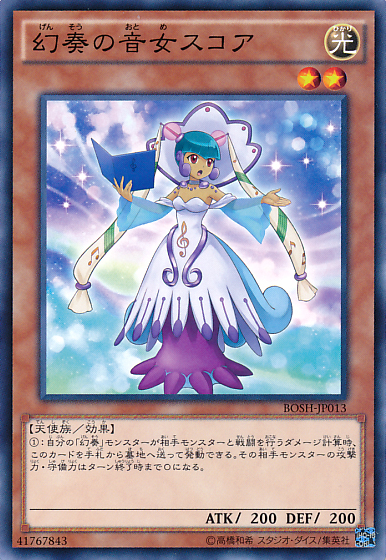 幻奏の音女スコア
光
BOSH-JP013
【天使族／効果】
①：自分の「幻奏」モンスターが相手モンスターと戦闘を行うダメージ計算時、
このカードを手札から墓地へ送って発動できる。その相手モンスターの攻撃
力・守備力はターン終了時まで０になる。
ATK/ 200 DEF/ 200
41767843
©高橋和希 スタジオ・ダイス/集英社